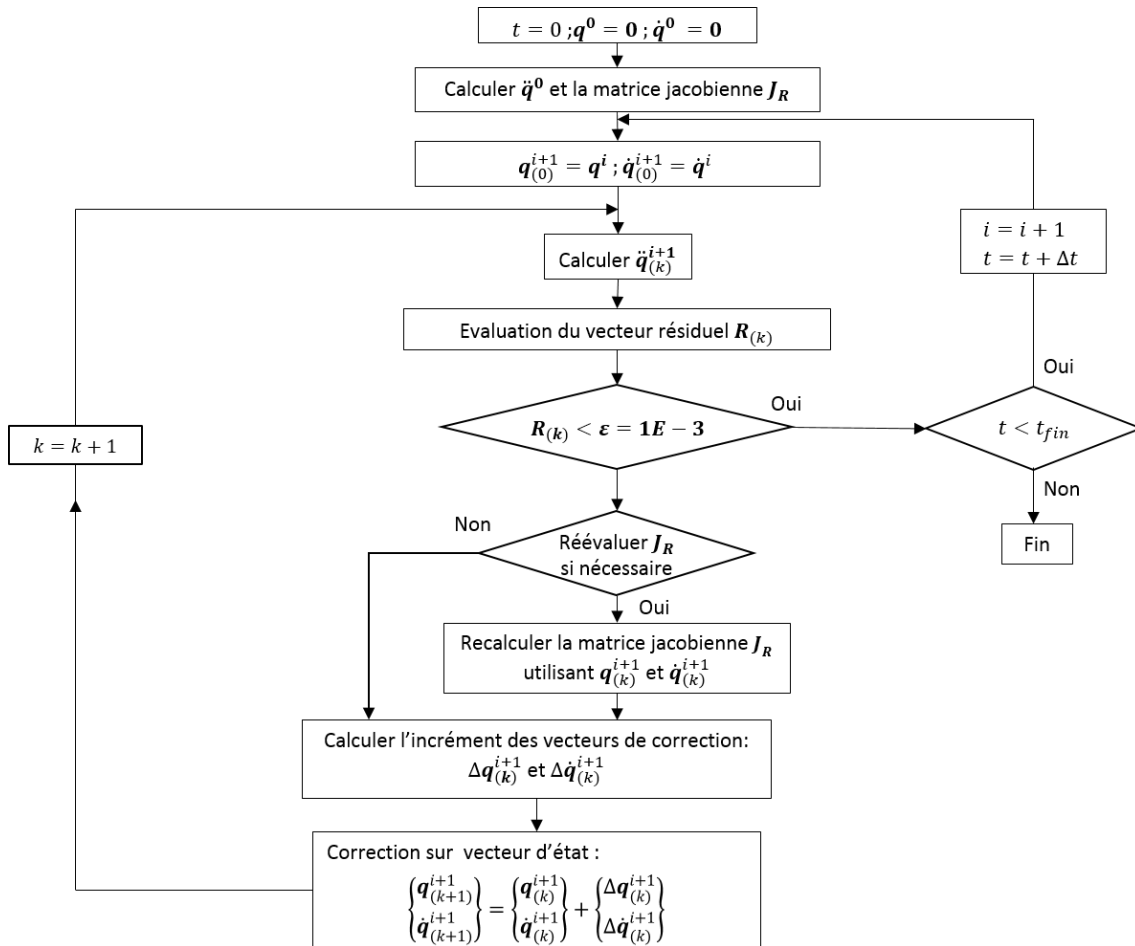 t = 0 ; q⁰ = 0 ; q̇⁰ = 0
Calculer q̈⁰ et la matrice jacobienne J_R
q^{i+1}_{(0)} = q^i ; q̇^{i+1}_{(0)} = q̇^i
Calculer q̈^{i+1}_{(k)}
i = i + 1
t = t + Δt
Evaluation du vecteur résiduel R_{(k)}
Oui
Oui
R_{(k)} < ε = 1E − 3
t < t_{fin}
k = k + 1
Non
Non
Réévaluer J_R
si nécessaire
Fin
Oui
Recalculer la matrice jacobienne J_R
utilisant q^{i+1}_{(k)} et q̇^{i+1}_{(k)}
Calculer l’incrément des vecteurs de correction:
Δq^{i+1}_{(k)} et Δq̇^{i+1}_{(k)}
Correction sur vecteur d’état :
{q^{i+1}_{(k+1)} q̇^{i+1}_{(k+1)}} = {q^{i+1}_{(k)} q̇^{i+1}_{(k)}} + {Δq^{i+1}_{(k)} Δq̇^{i+1}_{(k)}}